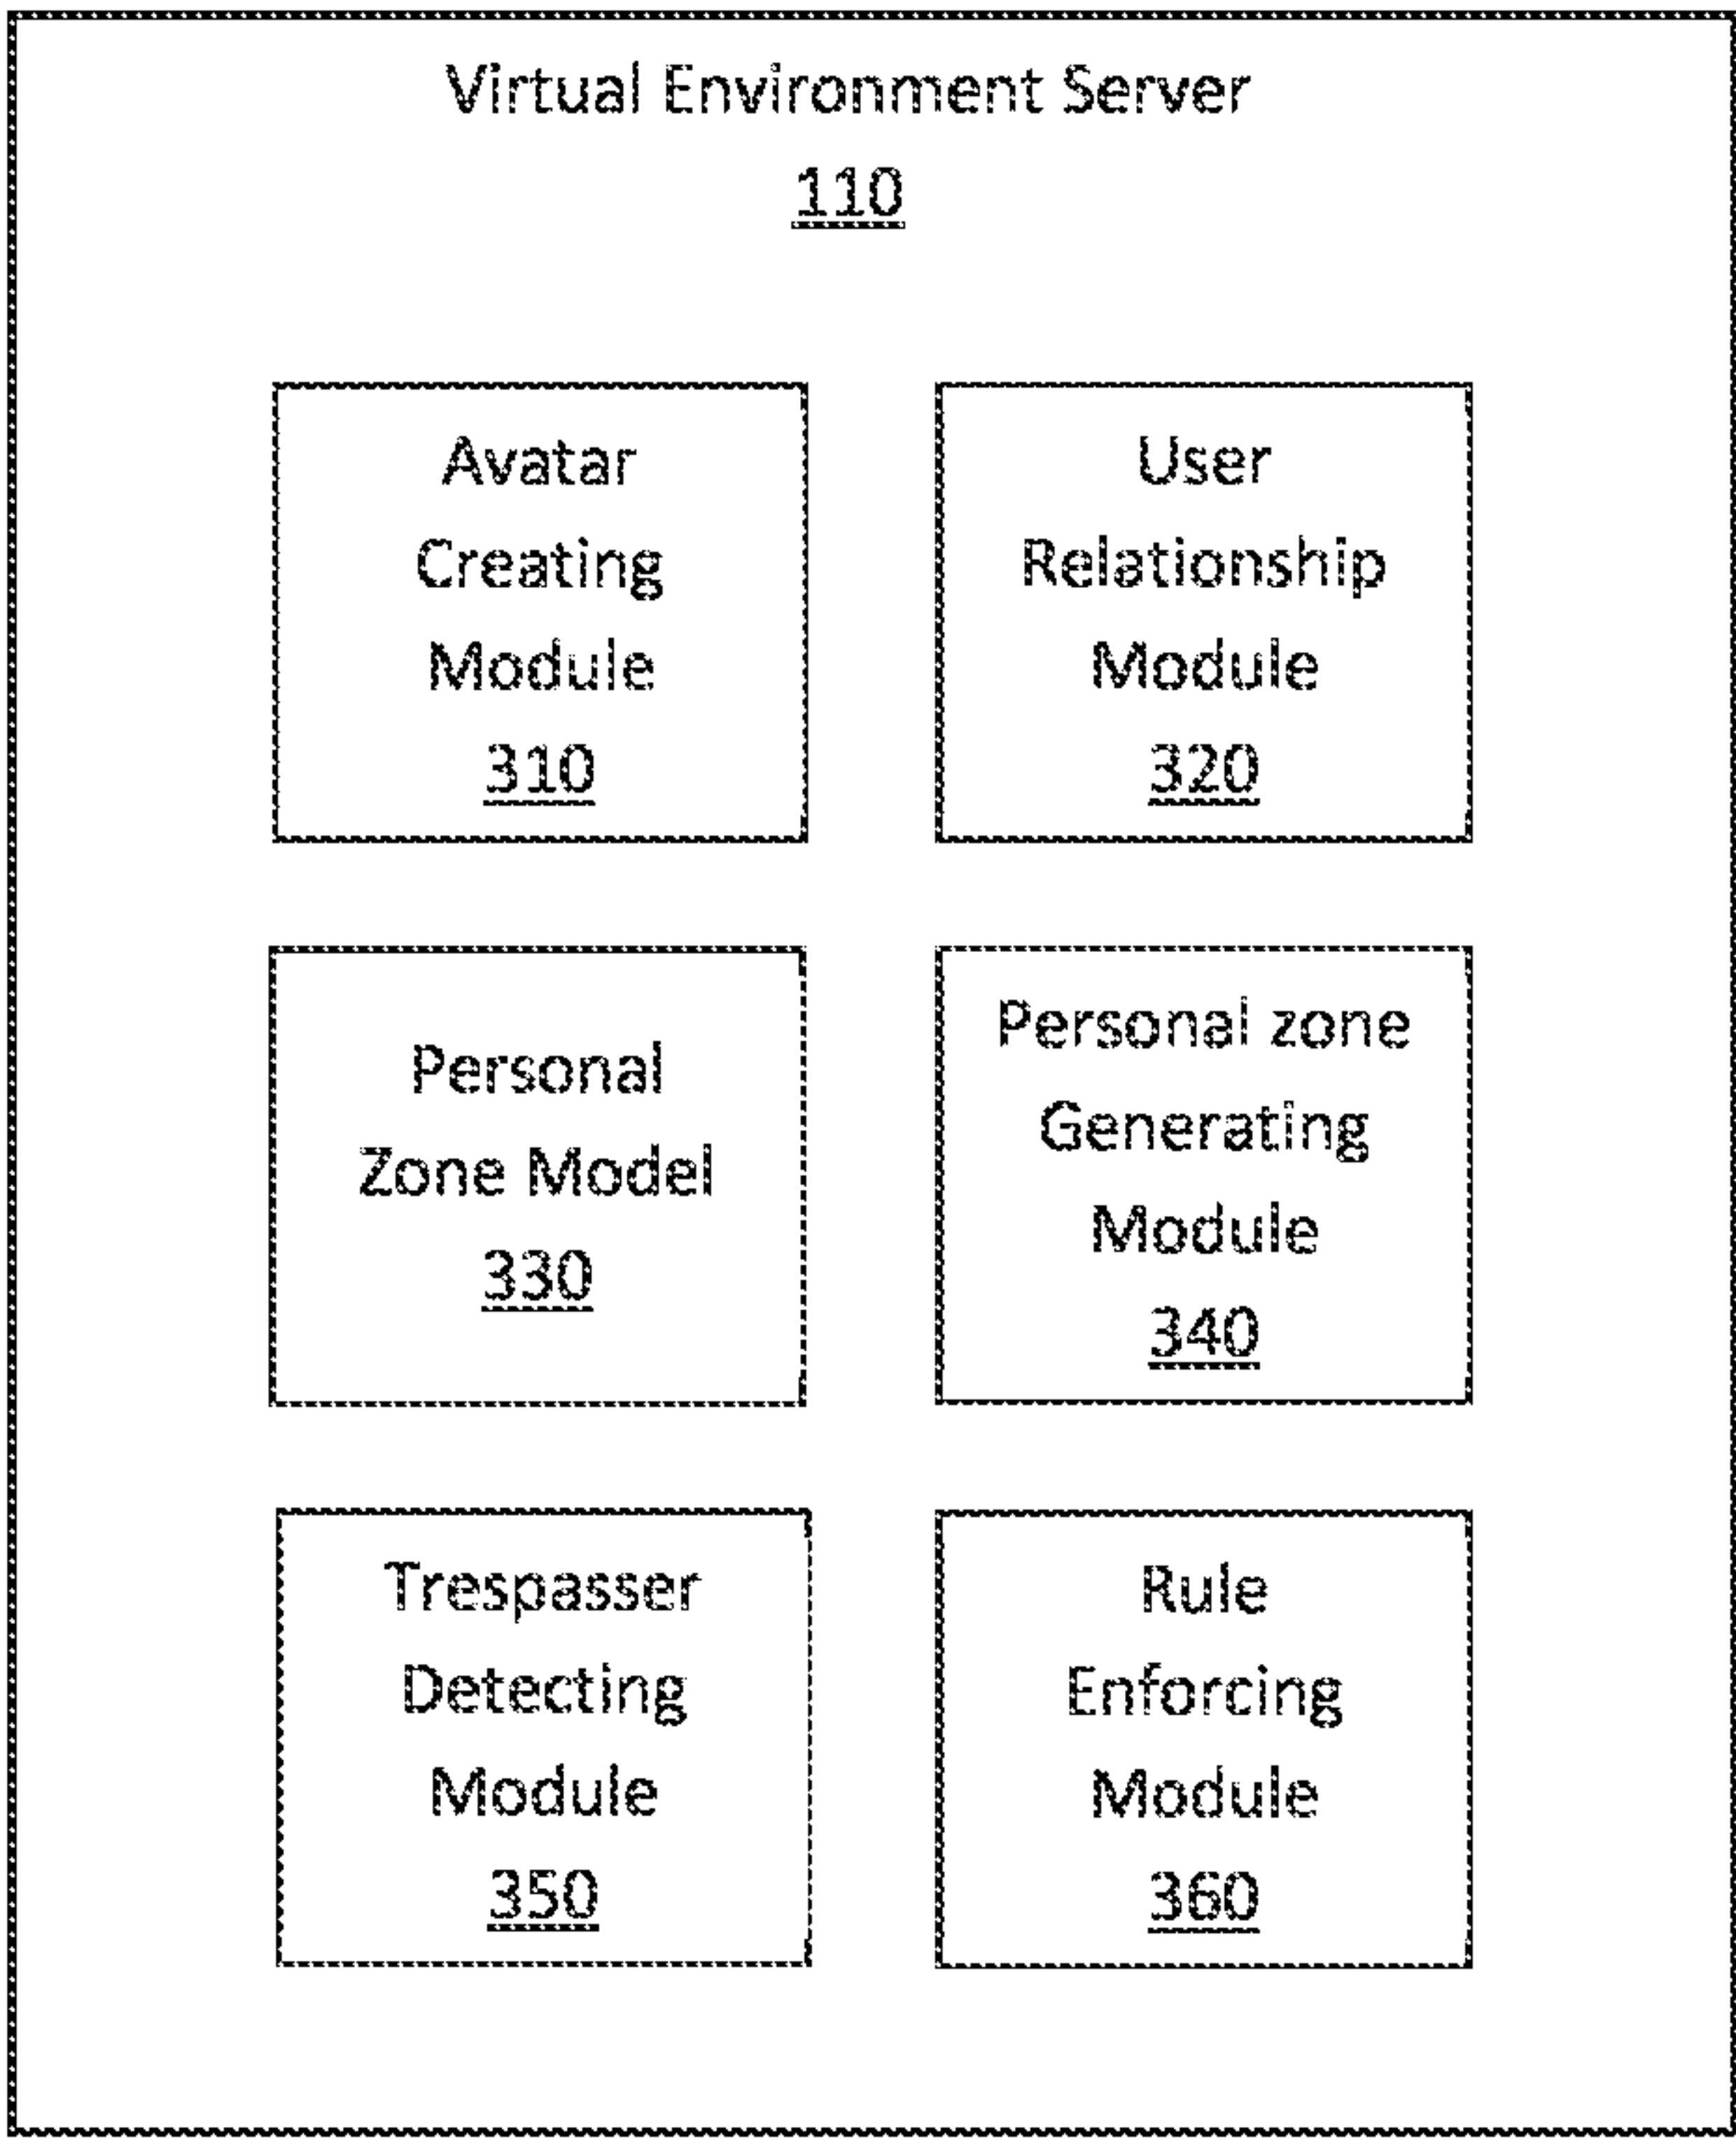 Virtual Environment Server
110
Avatar
Creating
Module
310
User
Relationship
Module
320
Personal
Zone Model
330
Personal zone
Generating
Module
340
Trespasser
Detecting
Module
350
Rule
Enforcing
Module
360